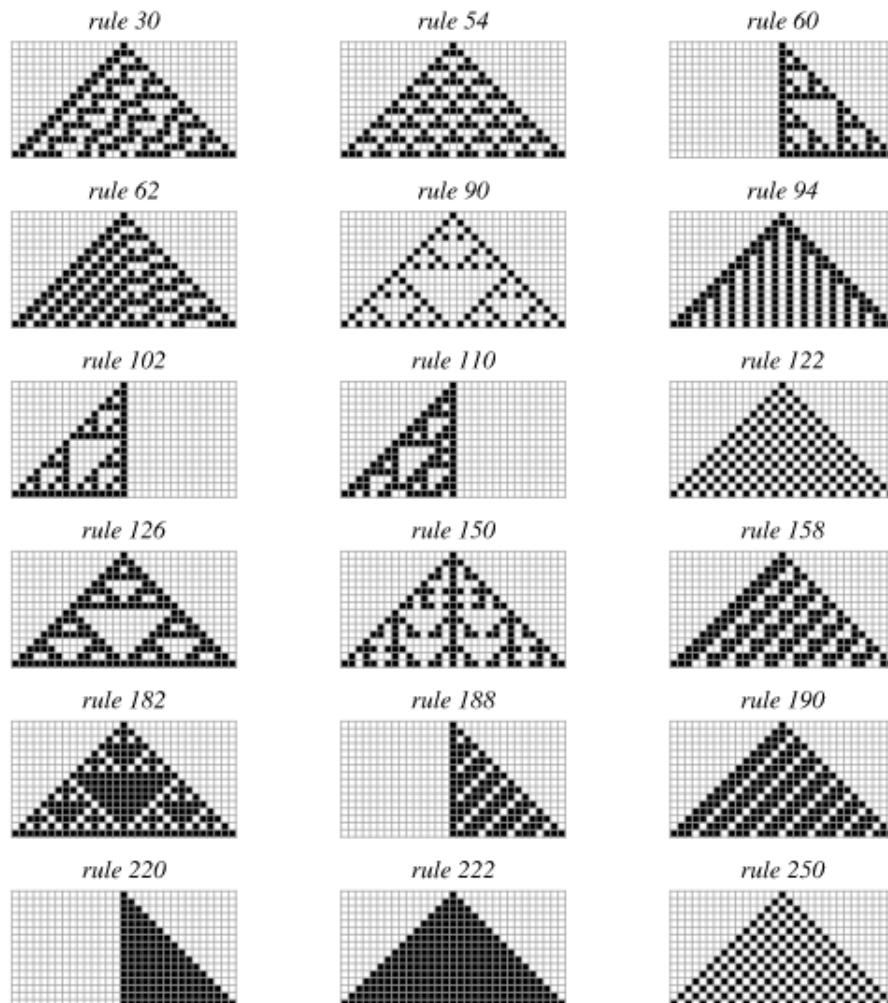 rule 30 rule 54 rule 60
rule 62 rule 90 rule 94
rule 102 rule 110 rule 122
rule 126 rule 150 rule 158
rule 182 rule 188 rule 190
rule 220 rule 222 rule 250